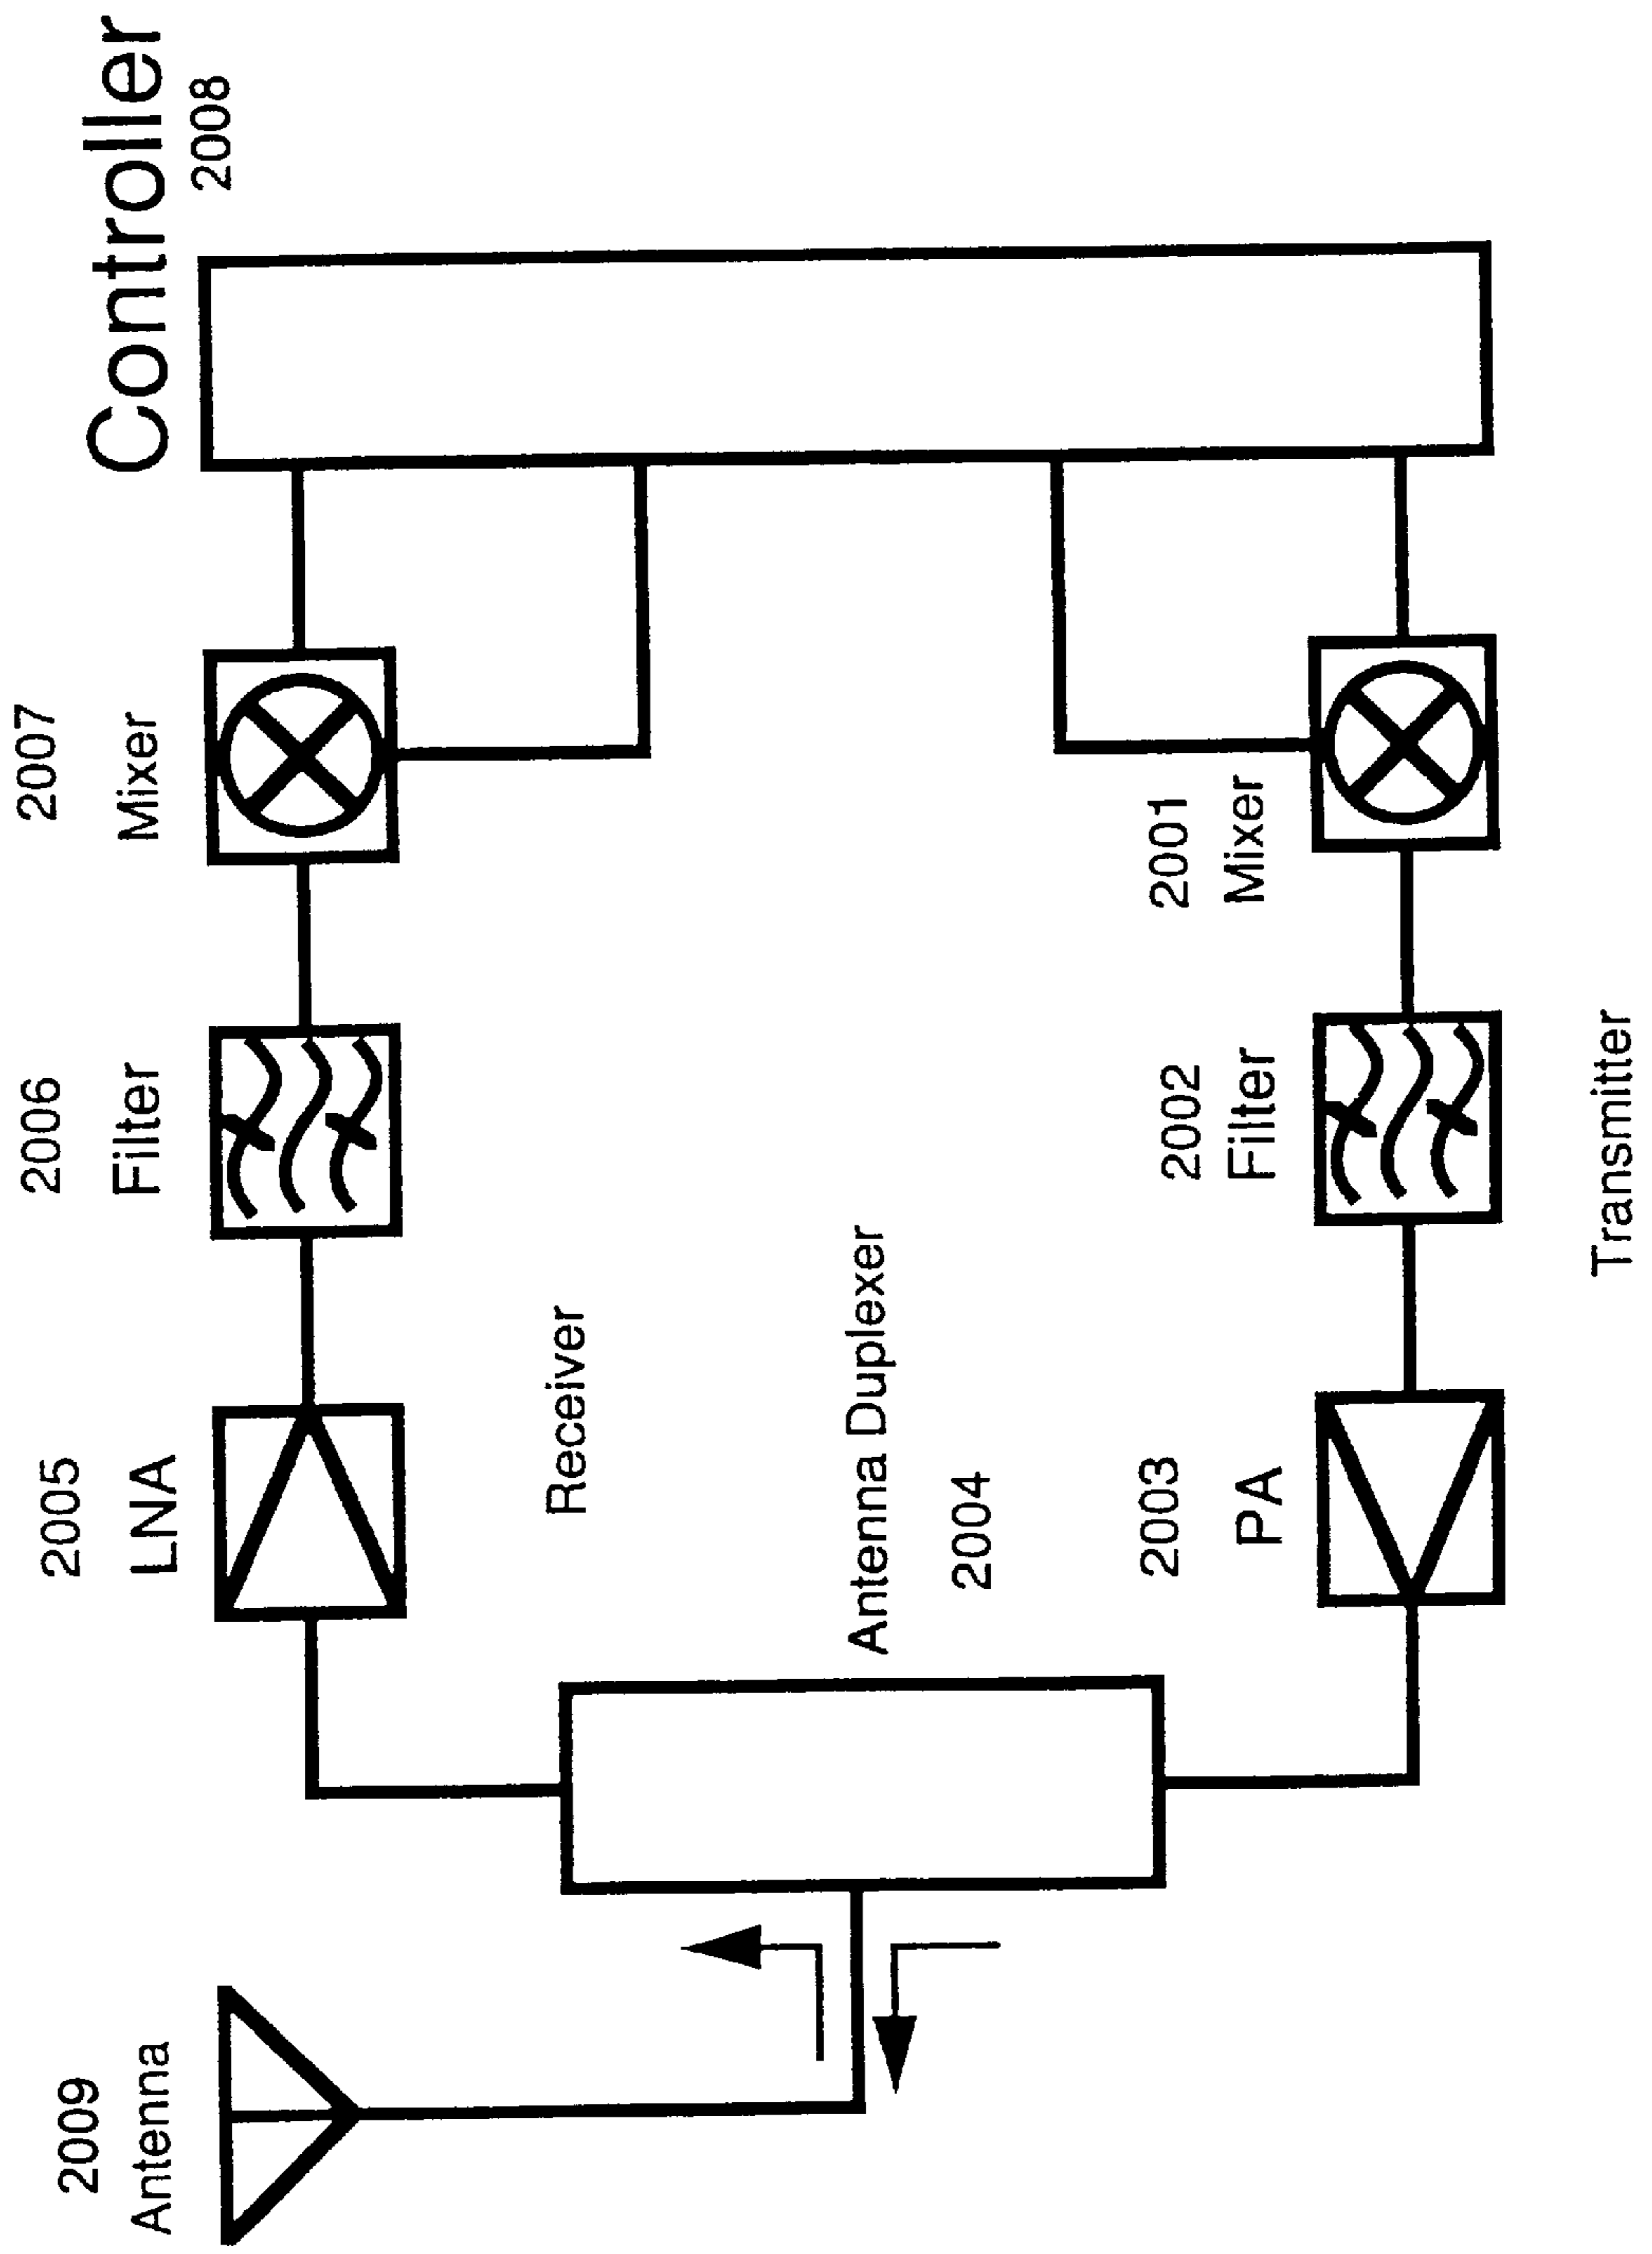 2009
Antenna
2005
LNA
2006
Filter
2007
Mixer
Controller
2008
Receiver
Antenna Duplexer
2004
2003
PA
2002
Filter
2001
Mixer
Transmitter